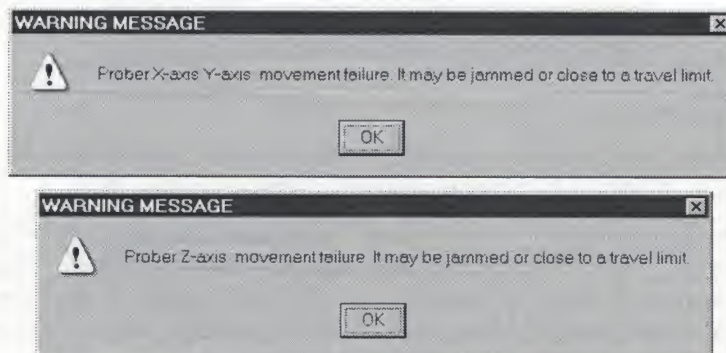 WARNING MESSAGE
Prober X-axis Y-axis movement failure. It may be jammed or close to a travel limit.
OK
WARNING MESSAGE
Prober Z-axis movement failure It may be jammed or close to a travel limit.
OK